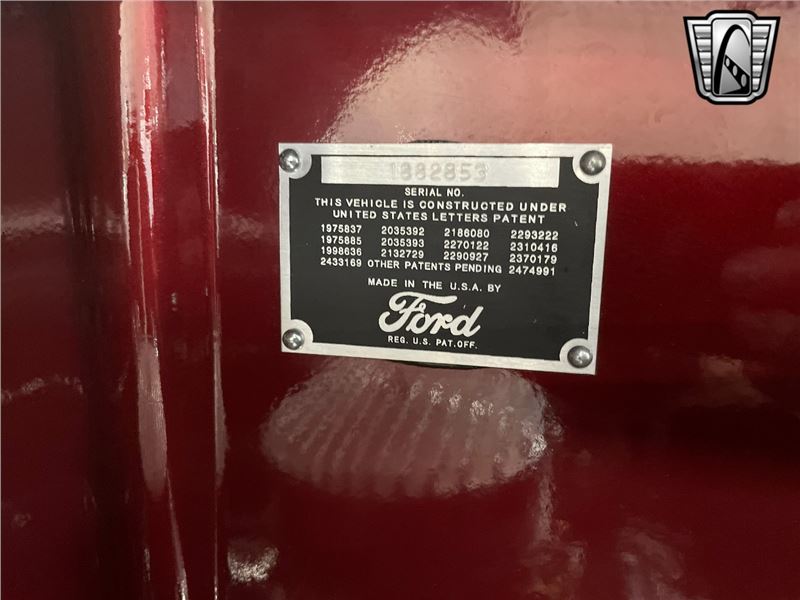 1882853
SERIAL NO.
THIS VEHICLE IS CONSTRUCTED UNDER
UNITED STATES LETTERS PATENT
1975837 2035392 2186080 2293222
1975885 2035393 2270122 2310416
1998636 2132729 2290927 2370179
2433169 OTHER PATENTS PENDING 2474991
MADE IN THE U.S.A. BY
Ford
REG. U.S. PAT. OFF.